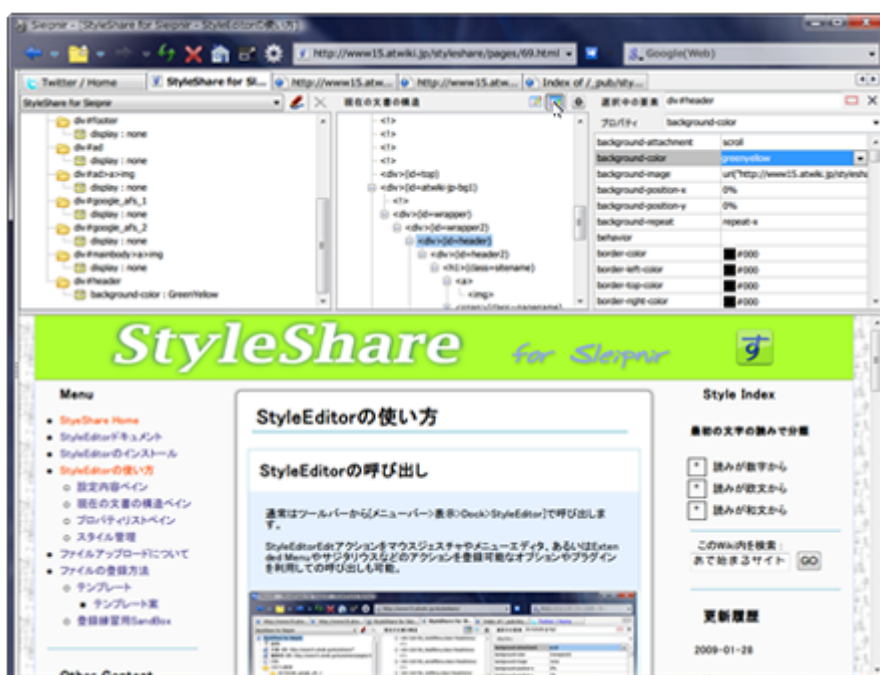 Sleipnir - [StyleShare for Sleipnir - StyleEditorの使い方]
http://www15.atwiki.jp/styleshare/pages/69.html
Google(Web)
Twitter / Home
StyleShare for Sl...
http://www15.atw...
http://www15.atw...
Index of /_pub/sty...
StyleShare for Sleipnir
現在の文書の構造
選択中の要素 div#header
プロパティ background-color
div#footer
display : none
div#ad
display : none
div#ad>a>img
display : none
div#google_afs_1
display : none
div#google_afs_2
display : none
div#mainbody>a>img
display : none
div#header
background-color : GreenYellow
<!>
<!>
<!>
<!>
<div>(id=top)
<div>(id=atwiki-jp-bg1)
<!>
<div>(id=wrapper)
<div>(id=wrapper2)
<div>(id=header)
<div>(id=header2)
<h1>(class=sitename)
<a>
<img>
background-attachment scroll
background-color greenyellow
background-image url("http://www15.atwiki.jp/stylesha
background-position-x 0%
background-position-y 0%
background-repeat repeat-x
behavior
border-color #000
border-left-color #000
border-top-color #000
border-right-color #000
StyleShare for Sleipnir
す
Menu
StyeShare Home
StyleEditorドキュメント
StyleEditorのインストール
StyleEditorの使い方
設定内容ペイン
現在の文書の構造ペイン
プロパティリストペイン
スタイル管理
ファイルアップロードについて
ファイルの登録方法
テンプレート
テンプレート案
登録練習用SandBox
Other Content
StyleEditorの使い方
StyleEditorの呼び出し
通常はツールバーから[メニューバー>表示>Dock>StyleEditor]で呼び出しま
す。
StyleEditorEditアクションをマウスジェスチャやメニューエディタ、あるいはExten
ded Menuやサジタリウスなどのアクションを登録可能なオプションやプラグイン
を利用しての呼び出しも可能。
Style Index
最初の文字の読みで分類
+ 読みが数字から
+ 読みが欧文から
+ 読みが和文から
このWiki内を検索 :
あで始まるサイト GO
更新履歴
2009-01-28